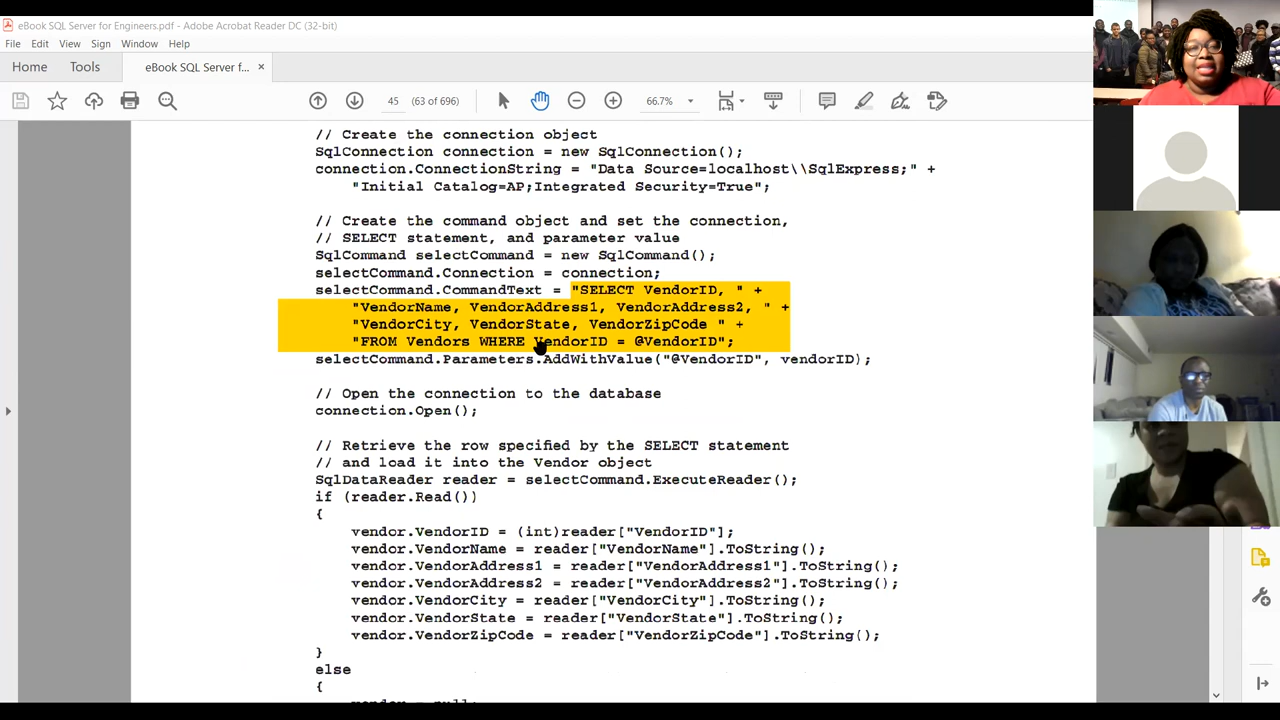 eBook SQL Server for Engineers.pdf - Adobe Acrobat Reader DC (32-bit)
File Edit View Sign Window Help
Home Tools eBook SQL Server f... ×
(63 of 696) 66.7%
// Create the connection object
SqlConnection connection = new SqlConnection();
connection.ConnectionString = "Data Source=localhost\\SqlExpress;" +
"Initial Catalog=AP;Integrated Security=True";
// Create the command object and set the connection,
// SELECT statement, and parameter value
SqlCommand selectCommand = new SqlCommand();
selectCommand.Connection = connection;
selectCommand.CommandText = "SELECT VendorID, " +
"VendorName, VendorAddress1, VendorAddress2, " +
"VendorCity, VendorState, VendorZipCode " +
"FROM Vendors WHERE VendorID = @VendorID";
selectCommand.Parameters.AddWithValue("@VendorID", vendorID);
// Open the connection to the database
connection.Open();
// Retrieve the row specified by the SELECT statement
// and load it into the Vendor object
SqlDataReader reader = selectCommand.ExecuteReader();
if (reader.Read())
{
vendor.VendorID = (int)reader["VendorID"];
vendor.VendorName = reader["VendorName"].ToString();
vendor.VendorAddress1 = reader["VendorAddress1"].ToString();
vendor.VendorAddress2 = reader["VendorAddress2"].ToString();
vendor.VendorCity = reader["VendorCity"].ToString();
vendor.VendorState = reader["VendorState"].ToString();
vendor.VendorZipCode = reader["VendorZipCode"].ToString();
}
else
{